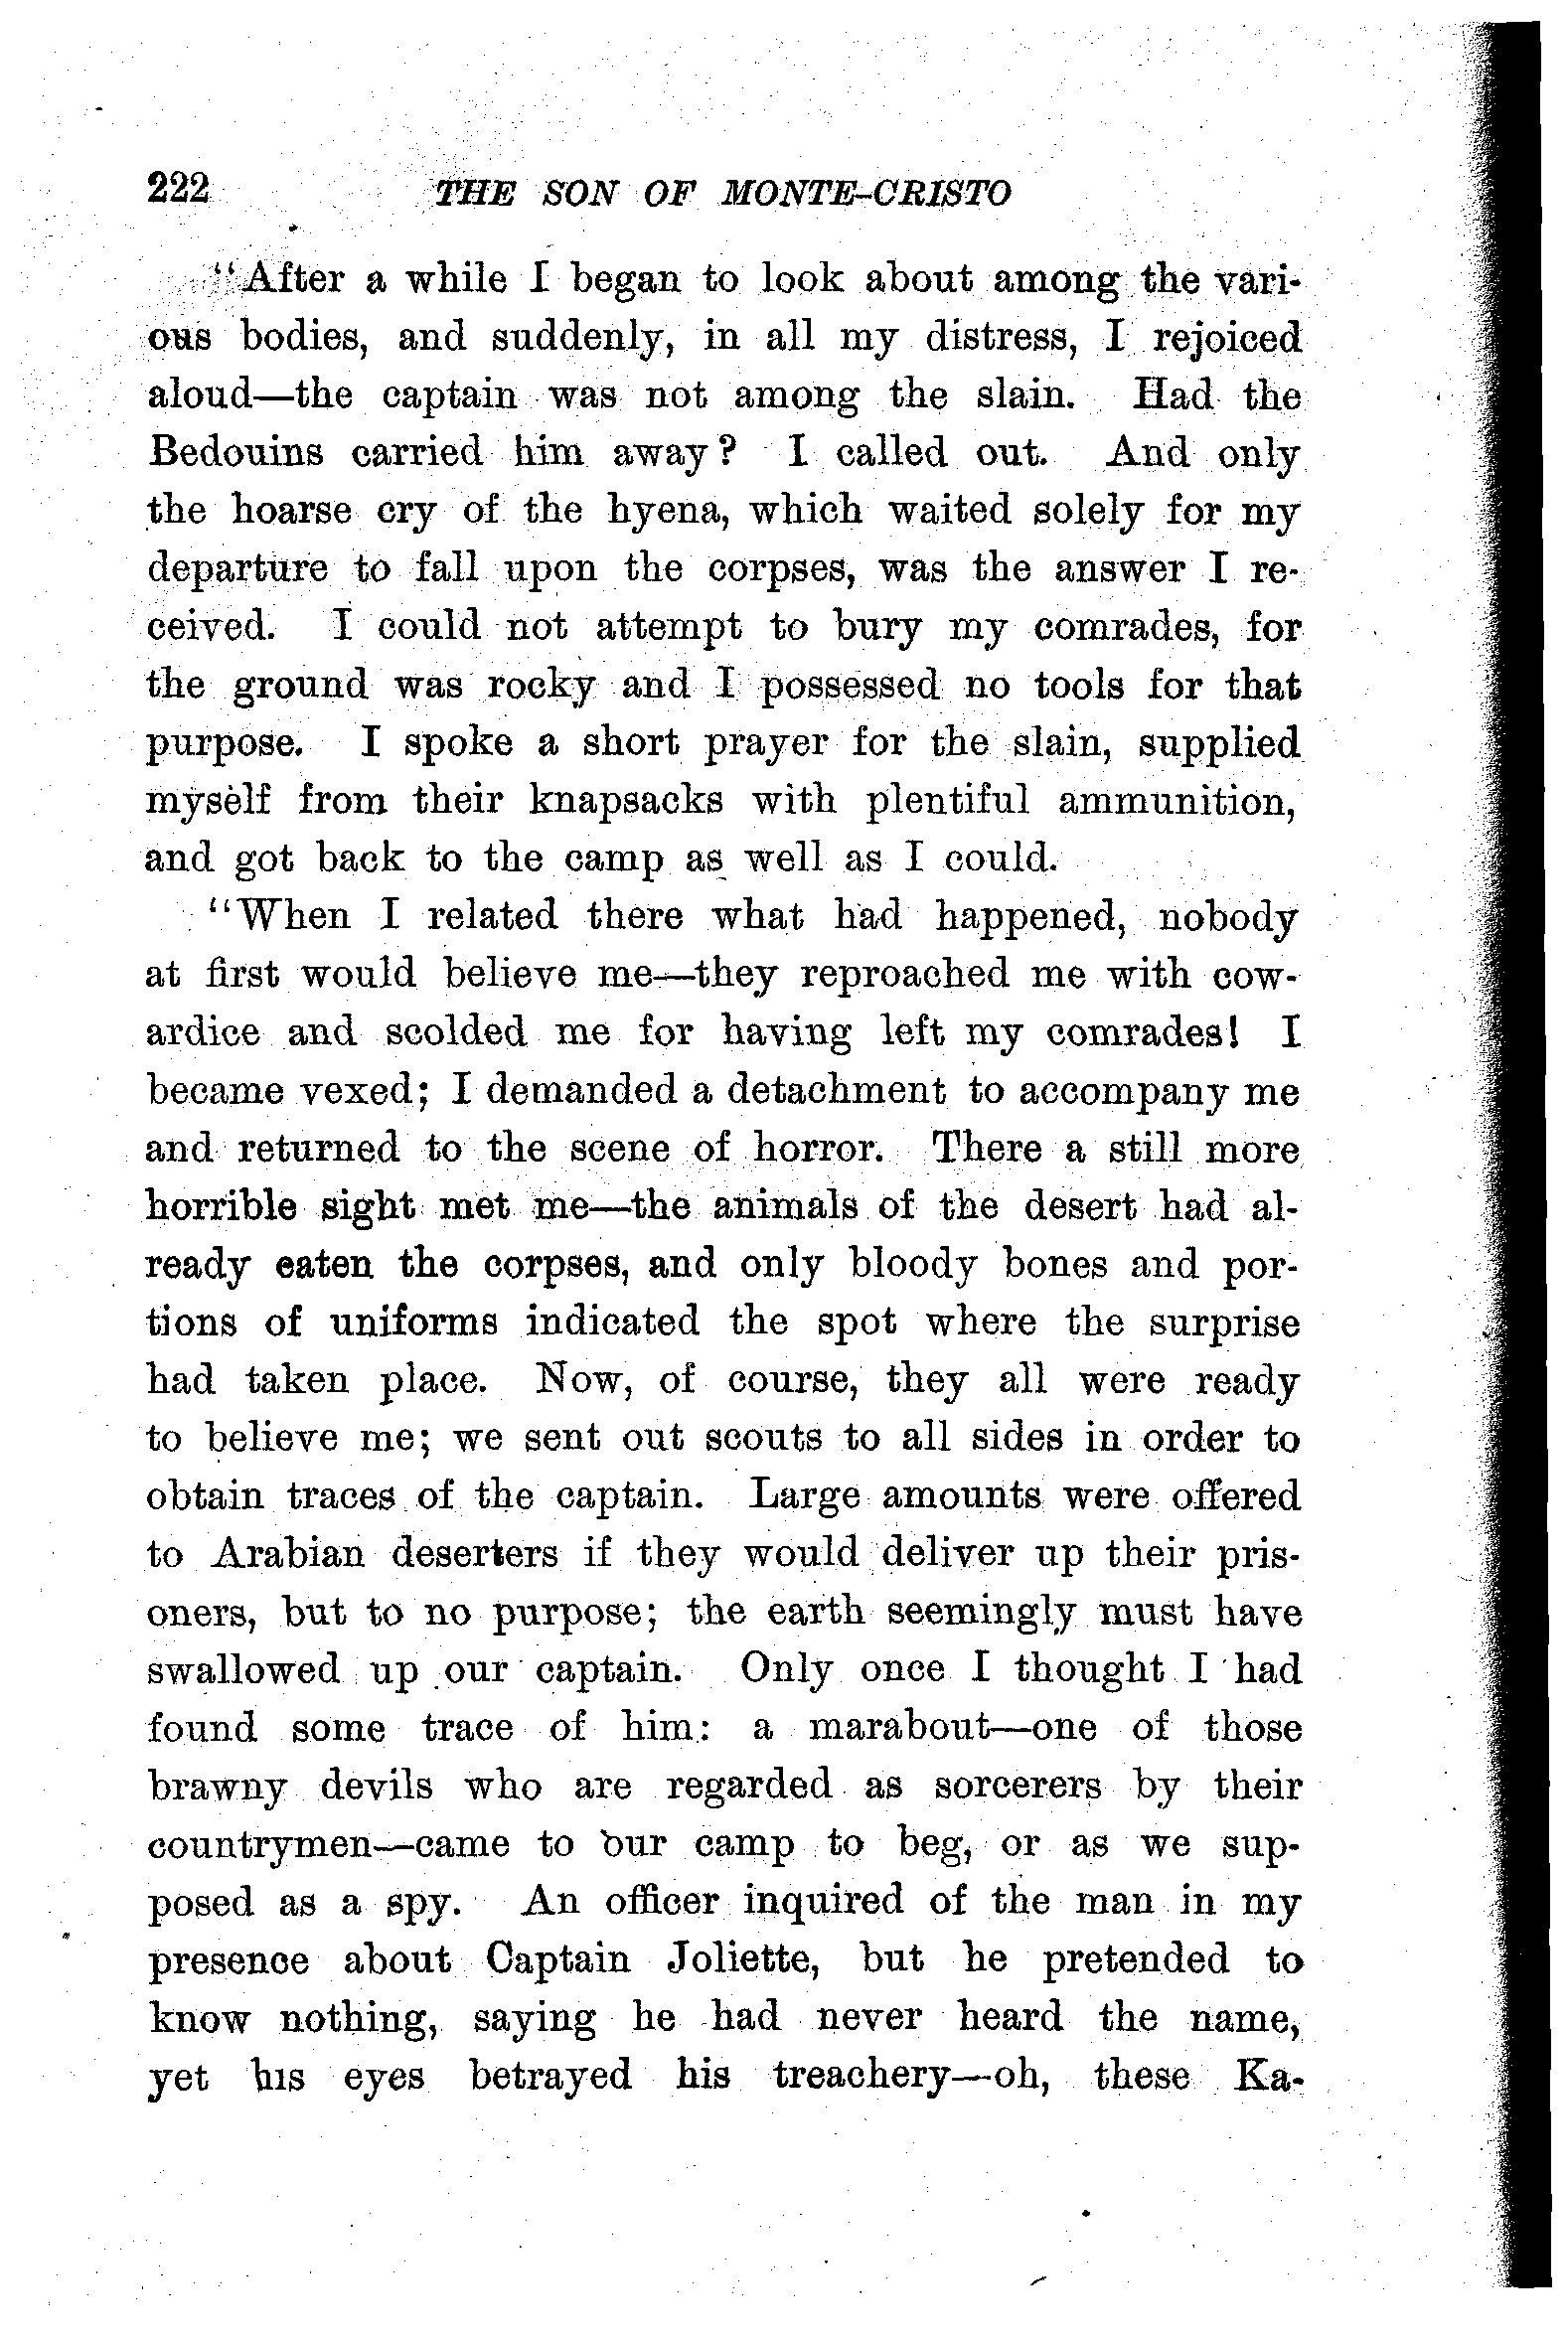 222 THE SON OF MONTE-CRISTO
"After a while I began to look about among the vari-
ous bodies, and suddenly, in all my distress, I rejoiced
aloud—the captain was not among the slain. Had the
Bedouins carried him away? I called out. And only
the hoarse cry of the hyena, which waited solely for my
departure to fall upon the corpses, was the answer I re-
ceived. I could not attempt to bury my comrades, for
the ground was rocky and I possessed no tools for that
purpose. I spoke a short prayer for the slain, supplied
myself from their knapsacks with plentiful ammunition,
and got back to the camp as well as I could.
"When I related there what had happened, nobody
at first would believe me—they reproached me with cow-
ardice and scolded me for having left my comrades! I
became vexed; I demanded a detachment to accompany me
and returned to the scene of horror. There a still more
horrible sight met me—the animals of the desert had al-
ready eaten the corpses, and only bloody bones and por-
tions of uniforms indicated the spot where the surprise
had taken place. Now, of course, they all were ready
to believe me; we sent out scouts to all sides in order to
obtain traces of the captain. Large amounts were offered
to Arabian deserters if they would deliver up their pris-
oners, but to no purpose; the earth seemingly must have
swallowed up our captain. Only once I thought I had
found some trace of him: a marabout—one of those
brawny devils who are regarded as sorcerers by their
countrymen—came to our camp to beg, or as we sup-
posed as a spy. An officer inquired of the man in my
presence about Captain Joliette, but he pretended to
know nothing, saying he had never heard the name,
yet his eyes betrayed his treachery—oh, these Ka-